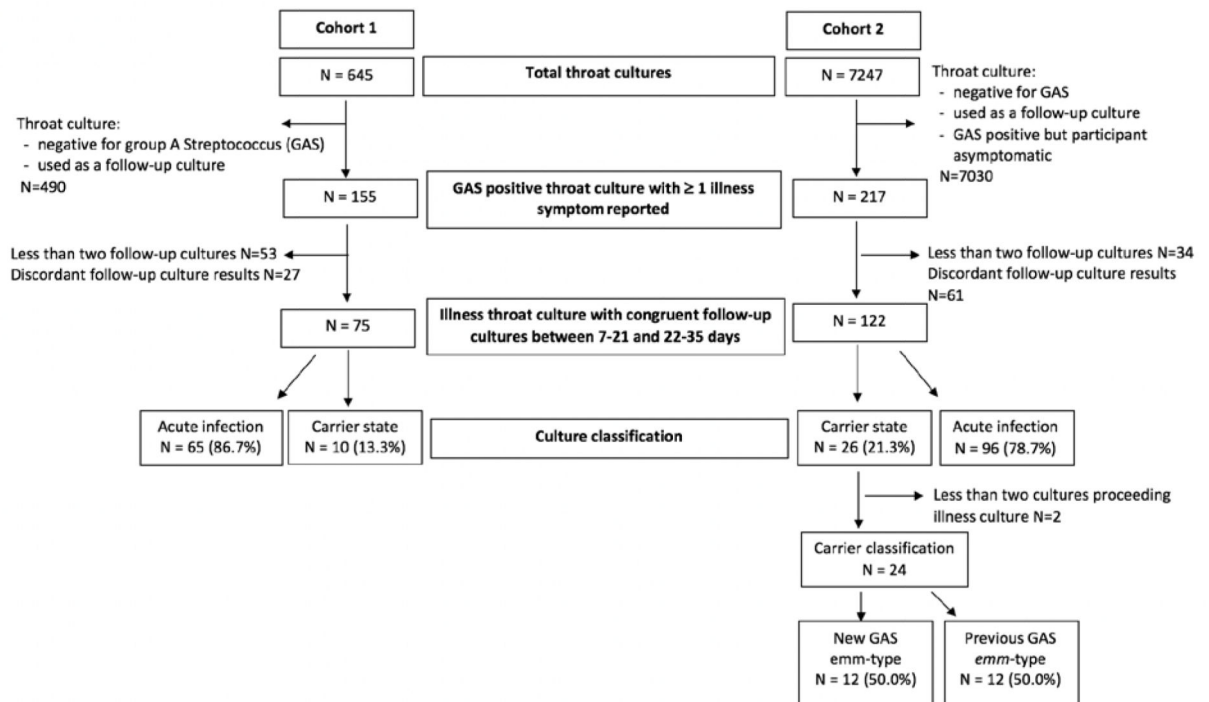 Cohort 1
Cohort 2
N = 645
Total throat cultures
N = 7247
Throat culture:
- negative for group A Streptococcus (GAS)
- used as a follow-up culture
N=490
Throat culture:
- negative for GAS
- used as a follow-up culture
- GAS positive but participant
asymptomatic
N=7030
N = 155
GAS positive throat culture with ≥ 1 illness
symptom reported
N = 217
Less than two follow-up cultures N=53
Discordant follow-up culture results N=27
Less than two follow-up cultures N=34
Discordant follow-up culture results
N=61
N = 75
Illness throat culture with congruent follow-up
cultures between 7-21 and 22-35 days
N = 122
Acute infection
N = 65 (86.7%)
Carrier state
N = 10 (13.3%)
Culture classification
Carrier state
N = 26 (21.3%)
Acute infection
N = 96 (78.7%)
Less than two cultures proceeding
illness culture N=2
Carrier classification
N = 24
New GAS
emm-type
N = 12 (50.0%)
Previous GAS
emm-type
N = 12 (50.0%)